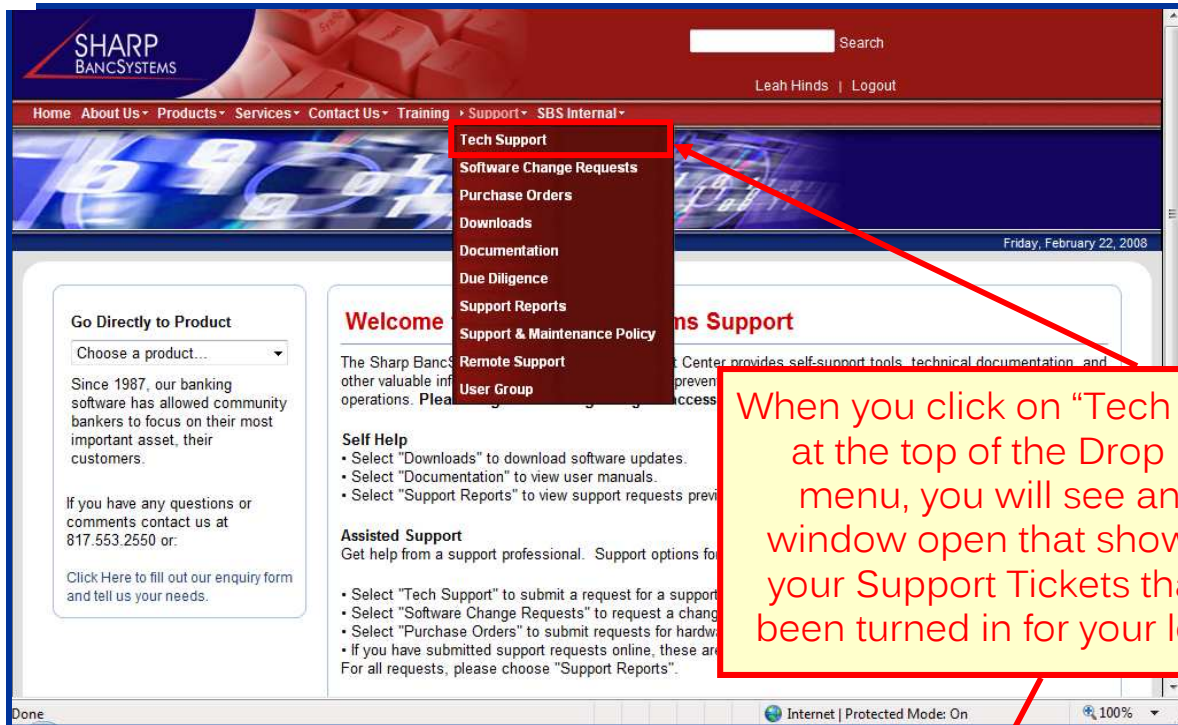 SHARP
BANCSYSTEMS
Search
Leah Hinds | Logout
Home About Us Products Services Contact Us Training Support SBS Internal
Tech Support
Software Change Requests
Purchase Orders
Downloads
Documentation
Due Diligence
Support Reports
Support & Maintenance Policy
Remote Support
User Group
Friday, February 22, 2008
Go Directly to Product
Choose a product...
Since 1987, our banking
software has allowed community
bankers to focus on their most
important asset, their
customers.
If you have any questions or
comments contact us at
817.553.2550 or:
Click Here to fill out our enquiry form
and tell us your needs.
Welcome ms Support
The Sharp Banc Center provides self-support tools, technical documentation, and
other valuable inf preven
operations.
Self Help
• Select "Downloads" to download software updates.
• Select "Documentation" to view user manuals.
• Select "Support Reports" to view support requests previ
Assisted Support
Get help from a support professional. Support options fo
• Select "Tech Support" to submit a request for a support
• Select "Software Change Requests" to request a chang
• Select "Purchase Orders" to submit requests for hardw
• If you have submitted support requests online, these are
For all requests, please choose "Support Reports".
When you click on “Tech
at the top of the Drop
menu, you will see an
window open that show
your Support Tickets tha
been turned in for your l
Done
Internet | Protected Mode: On
100%